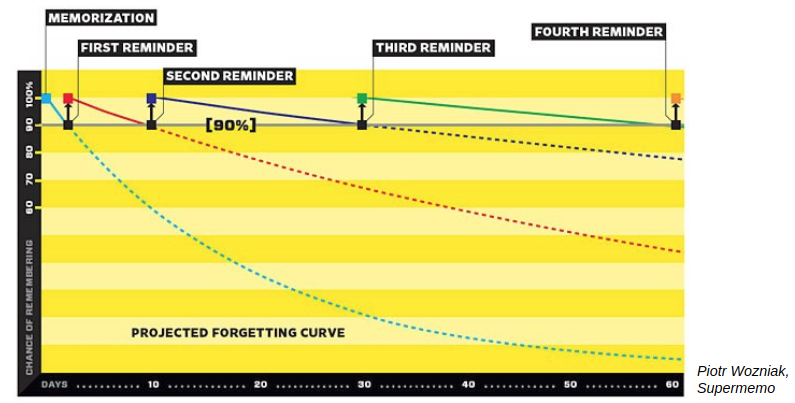 MEMORIZATION
FIRST REMINDER
SECOND REMINDER
THIRD REMINDER
FOURTH REMINDER
100%
90
80
70
60
CHANCE OF REMEMBERING
[90%]
PROJECTED FORGETTING CURVE
DAYS ........... 10 ........... 20 ........... 30 ........... 40 ........... 50 ........... 60
Piotr Wozniak,
Supermemo